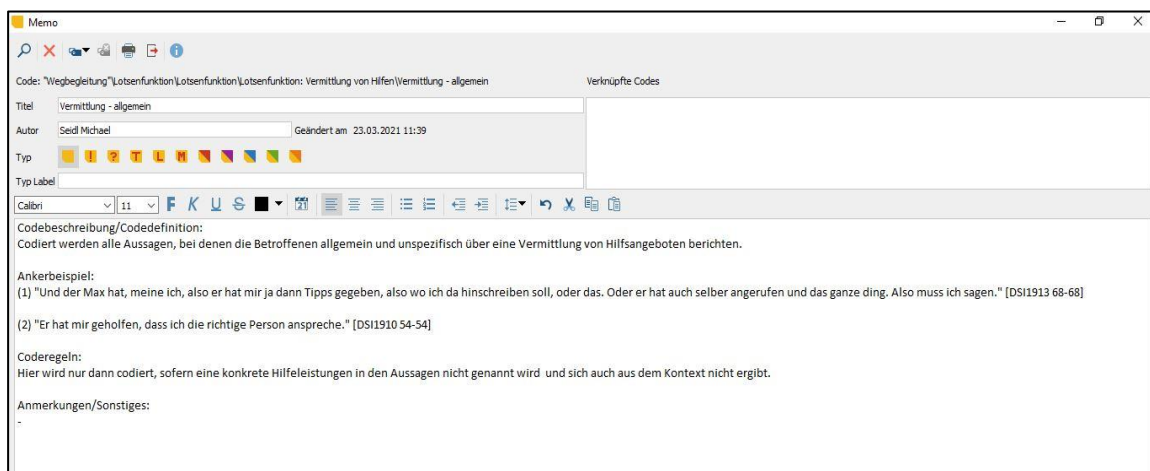 Memo
Code: "Wegbegleitung"\Lotsenfunktion\Lotsenfunktion\Lotsenfunktion: Vermittlung von Hilfen\Vermittlung - allgemein
Verknüpfte Codes
Titel Vermittlung - allgemein
Autor Seidl Michael Geändert am 23.03.2021 11:39
Typ ! ? T L M
Typ Label
Calibri 11 F K U S 21
Codebeschreibung/Codedefinition:
Codiert werden alle Aussagen, bei denen die Betroffenen allgemein und unspezifisch über eine Vermittlung von Hilfsangeboten berichten.
Ankerbeispiel:
(1) "Und der Max hat, meine ich, also er hat mir ja dann Tipps gegeben, also wo ich da hinschreiben soll, oder das. Oder er hat auch selber angerufen und das ganze ding. Also muss ich sagen." [DSI1913 68-68]
(2) "Er hat mir geholfen, dass ich die richtige Person anspreche." [DSI1910 54-54]
Coderegeln:
Hier wird nur dann codiert, sofern eine konkrete Hilfeleistungen in den Aussagen nicht genannt wird und sich auch aus dem Kontext nicht ergibt.
Anmerkungen/Sonstiges:
-